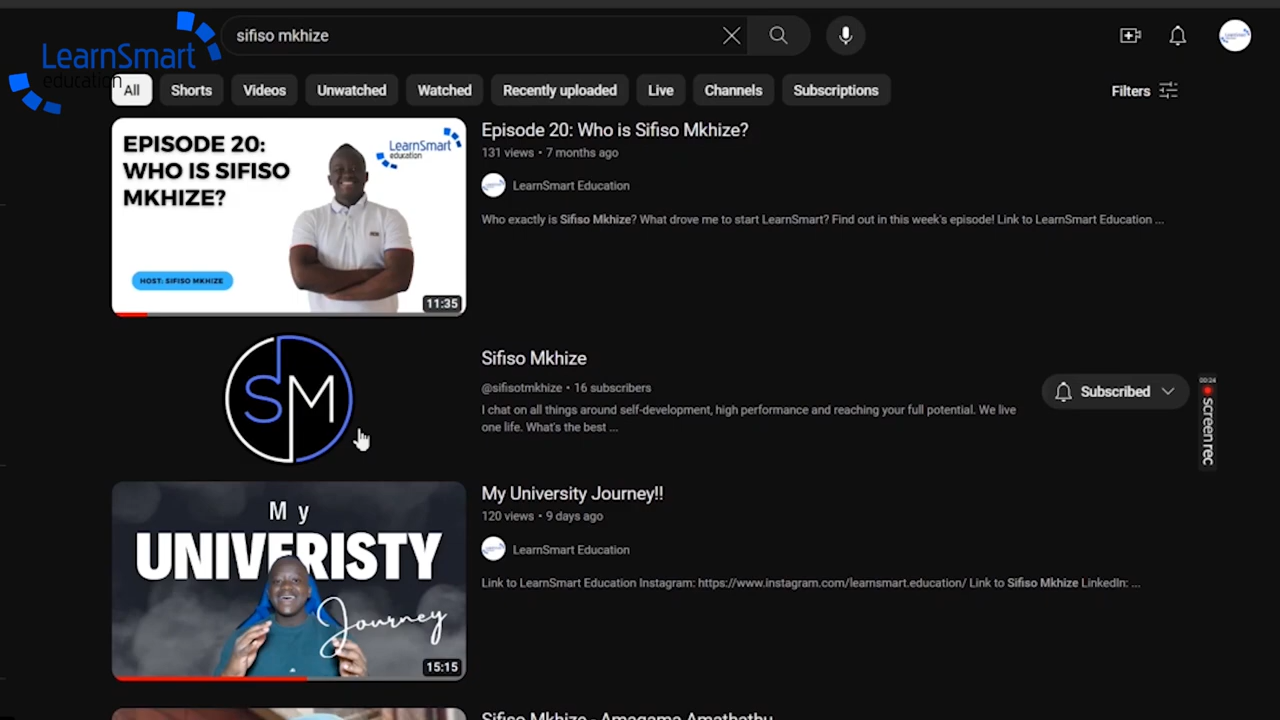 LearnSmart
education
sifiso mkhize
All
Shorts
Videos
Unwatched
Watched
Recently uploaded
Live
Channels
Subscriptions
Filters
EPISODE 20:
WHO IS SIFISO
MKHIZE?
LearnSmart
education
HOST: SIFISO MKHIZE
11:35
Episode 20: Who is Sifiso Mkhize?
131 views • 7 months ago
LearnSmart Education
Who exactly is Sifiso Mkhize? What drove me to start LearnSmart? Find out in this week's episode! Link to LearnSmart Education ...
SM
Sifiso Mkhize
@sifisotmkhize • 16 subscribers
I chat on all things around self-development, high performance and reaching your full potential. We live
one life. What's the best ...
Subscribed
00:24
screen rec
My
UNIVERISTY
Journey
15:15
My University Journey!!
120 views • 9 days ago
LearnSmart Education
Link to LearnSmart Education Instagram: https://www.instagram.com/learnsmart.education/ Link to Sifiso Mkhize LinkedIn: ...
Sifiso Mkhize - Amagama Amathathu